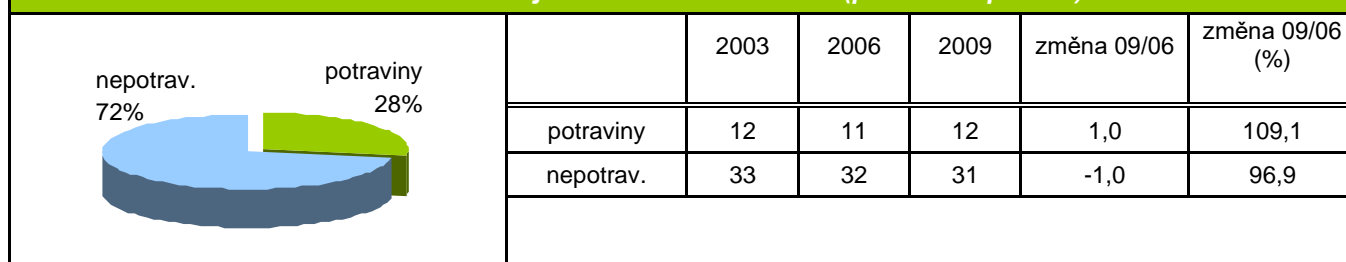 nepotrav.
72%
potraviny
28%
2003 2006 2009 změna 09/06 změna 09/06
(%)
potraviny 12 11 12 1,0 109,1
nepotrav. 33 32 31 -1,0 96,9